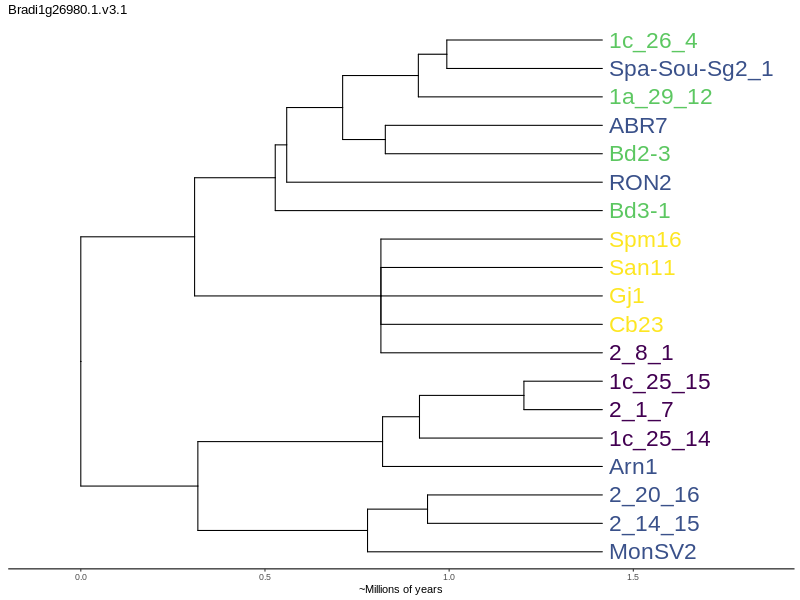 Bradi1g26980.1.v3.1
1c_26_4
Spa-Sou-Sg2_1
1a_29_12
ABR7
Bd2-3
RON2
Bd3-1
Spm16
San11
Gj1
Cb23
2_8_1
1c_25_15
2_1_7
1c_25_14
Arn1
2_20_16
2_14_15
MonSV2
0.0 0.5 1.0 1.5
~Millions of years